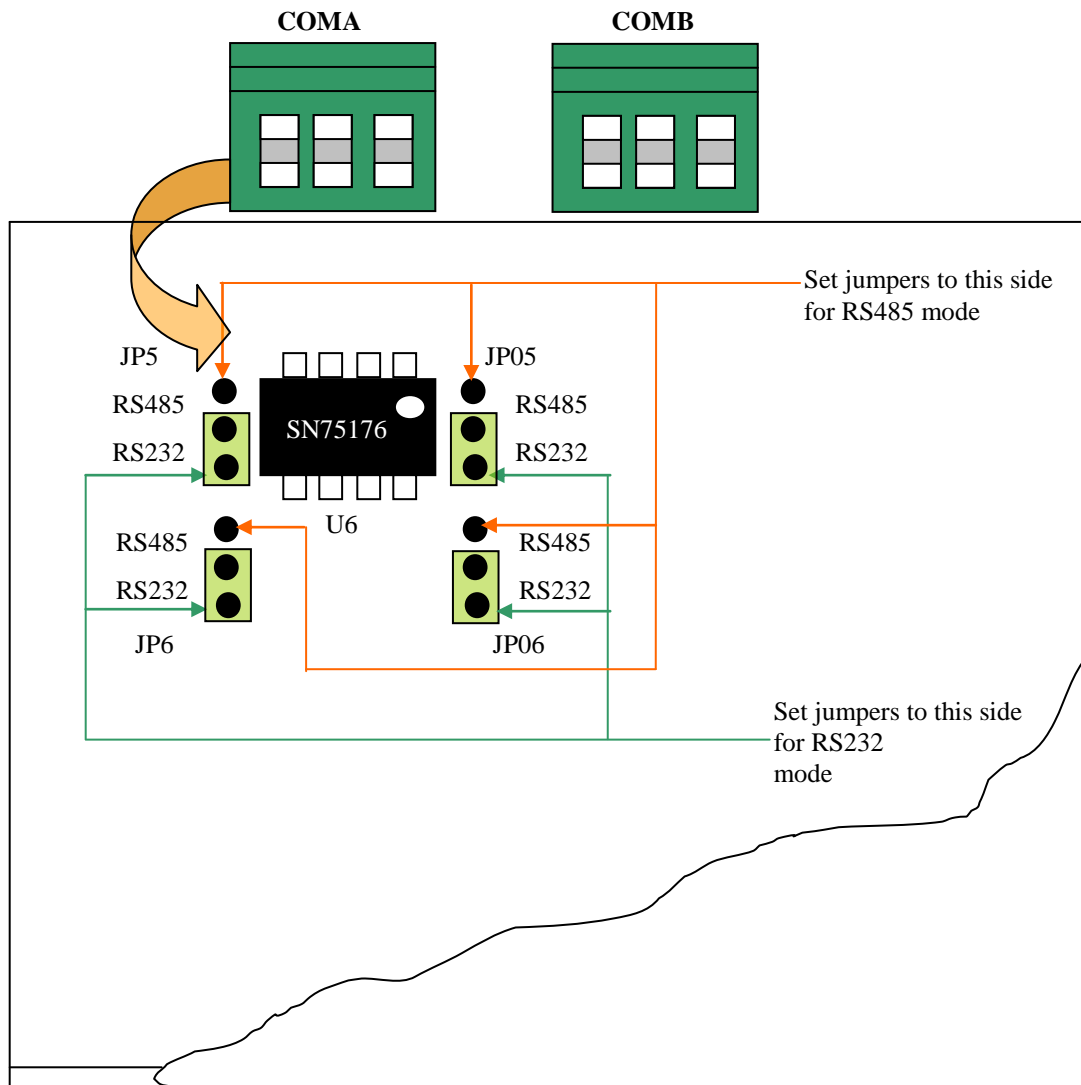 COMA
COMB
Set jumpers to this side
for RS485 mode
JP5
JP05
RS485
RS485
SN75176
RS232
RS232
U6
RS485
RS485
RS232
RS232
JP6
JP06
Set jumpers to this side
for RS232
mode